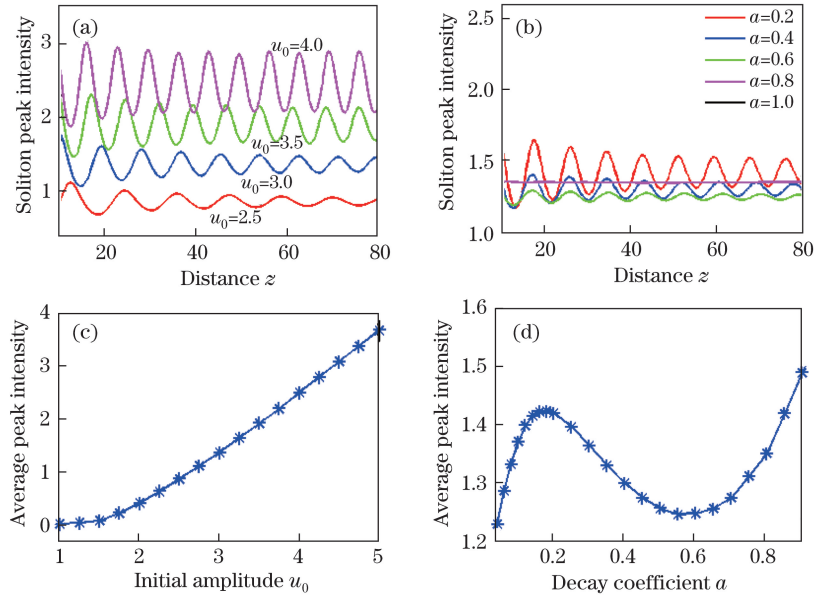 (a)
Soliton peak intensity
3
2
1
u0=4.0
u0=3.5
u0=3.0
u0=2.5
20
40
60
80
Distance z
(b)
Soliton peak intensity
2.5
2.0
1.5
1.0
a=0.2
a=0.4
a=0.6
a=0.8
a=1.0
20
40
60
80
Distance z
(c)
Average peak intensity
4
3
2
1
0
1
2
3
4
5
Initial amplitude u0
(d)
Average peak intensity
1.6
1.5
1.4
1.3
1.2
0.2
0.4
0.6
0.8
Decay coefficient a